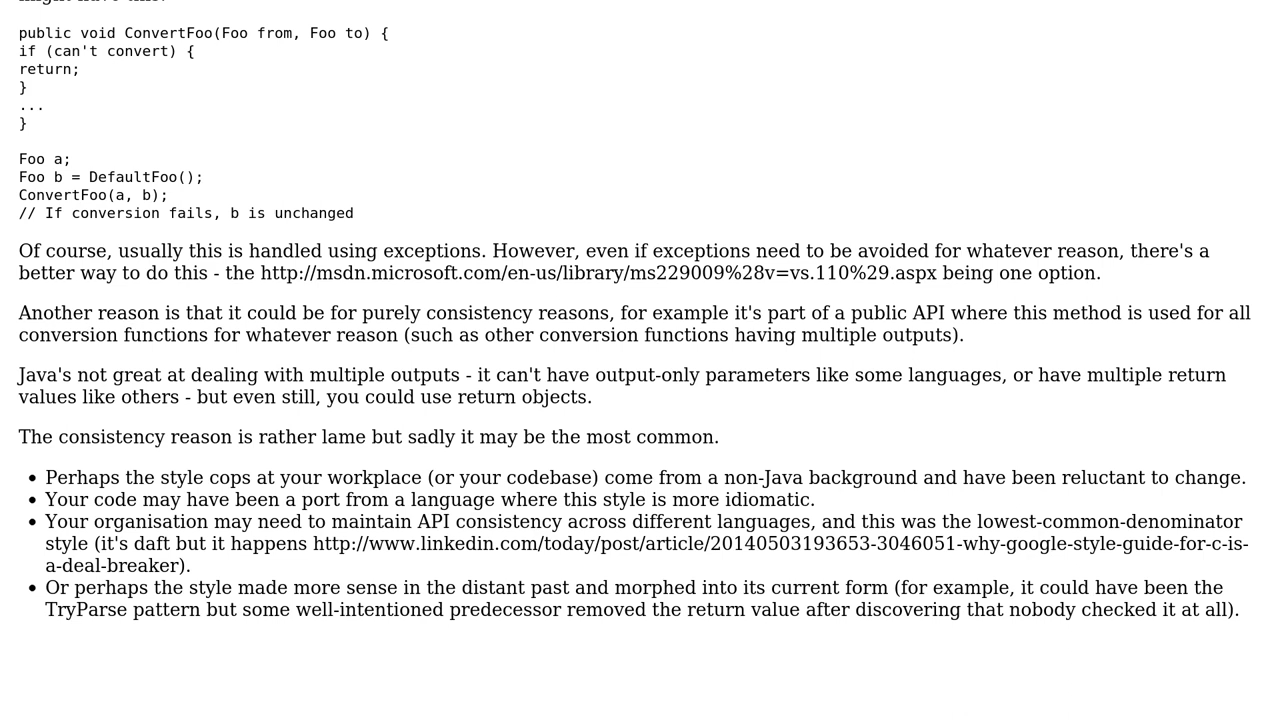 public void ConvertFoo(Foo from, Foo to) {
if (can't convert) {
return;
}
...
}
Foo a;
Foo b = DefaultFoo();
ConvertFoo(a, b);
// If conversion fails, b is unchanged
Of course, usually this is handled using exceptions. However, even if exceptions need to be avoided for whatever reason, there's a
better way to do this - the http://msdn.microsoft.com/en-us/library/ms229009%28v=vs.110%29.aspx being one option.
Another reason is that it could be for purely consistency reasons, for example it's part of a public API where this method is used for all
conversion functions for whatever reason (such as other conversion functions having multiple outputs).
Java's not great at dealing with multiple outputs - it can't have output-only parameters like some languages, or have multiple return
values like others - but even still, you could use return objects.
The consistency reason is rather lame but sadly it may be the most common.
• Perhaps the style cops at your workplace (or your codebase) come from a non-Java background and have been reluctant to change.
• Your code may have been a port from a language where this style is more idiomatic.
• Your organisation may need to maintain API consistency across different languages, and this was the lowest-common-denominator
style (it's daft but it happens http://www.linkedin.com/today/post/article/20140503193653-3046051-why-google-style-guide-for-c-is-
a-deal-breaker).
• Or perhaps the style made more sense in the distant past and morphed into its current form (for example, it could have been the
TryParse pattern but some well-intentioned predecessor removed the return value after discovering that nobody checked it at all).